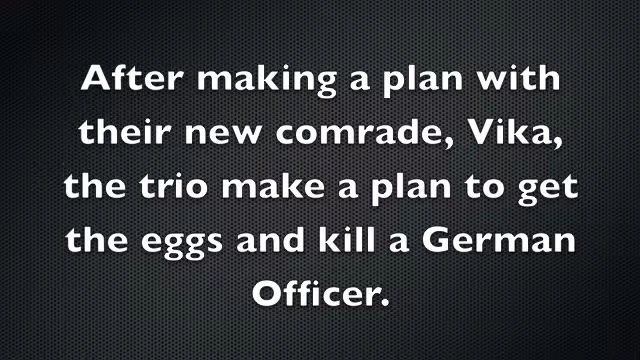 After making a plan with
their new comrade, Vika,
the trio make a plan to get
the eggs and kill a German
Officer.